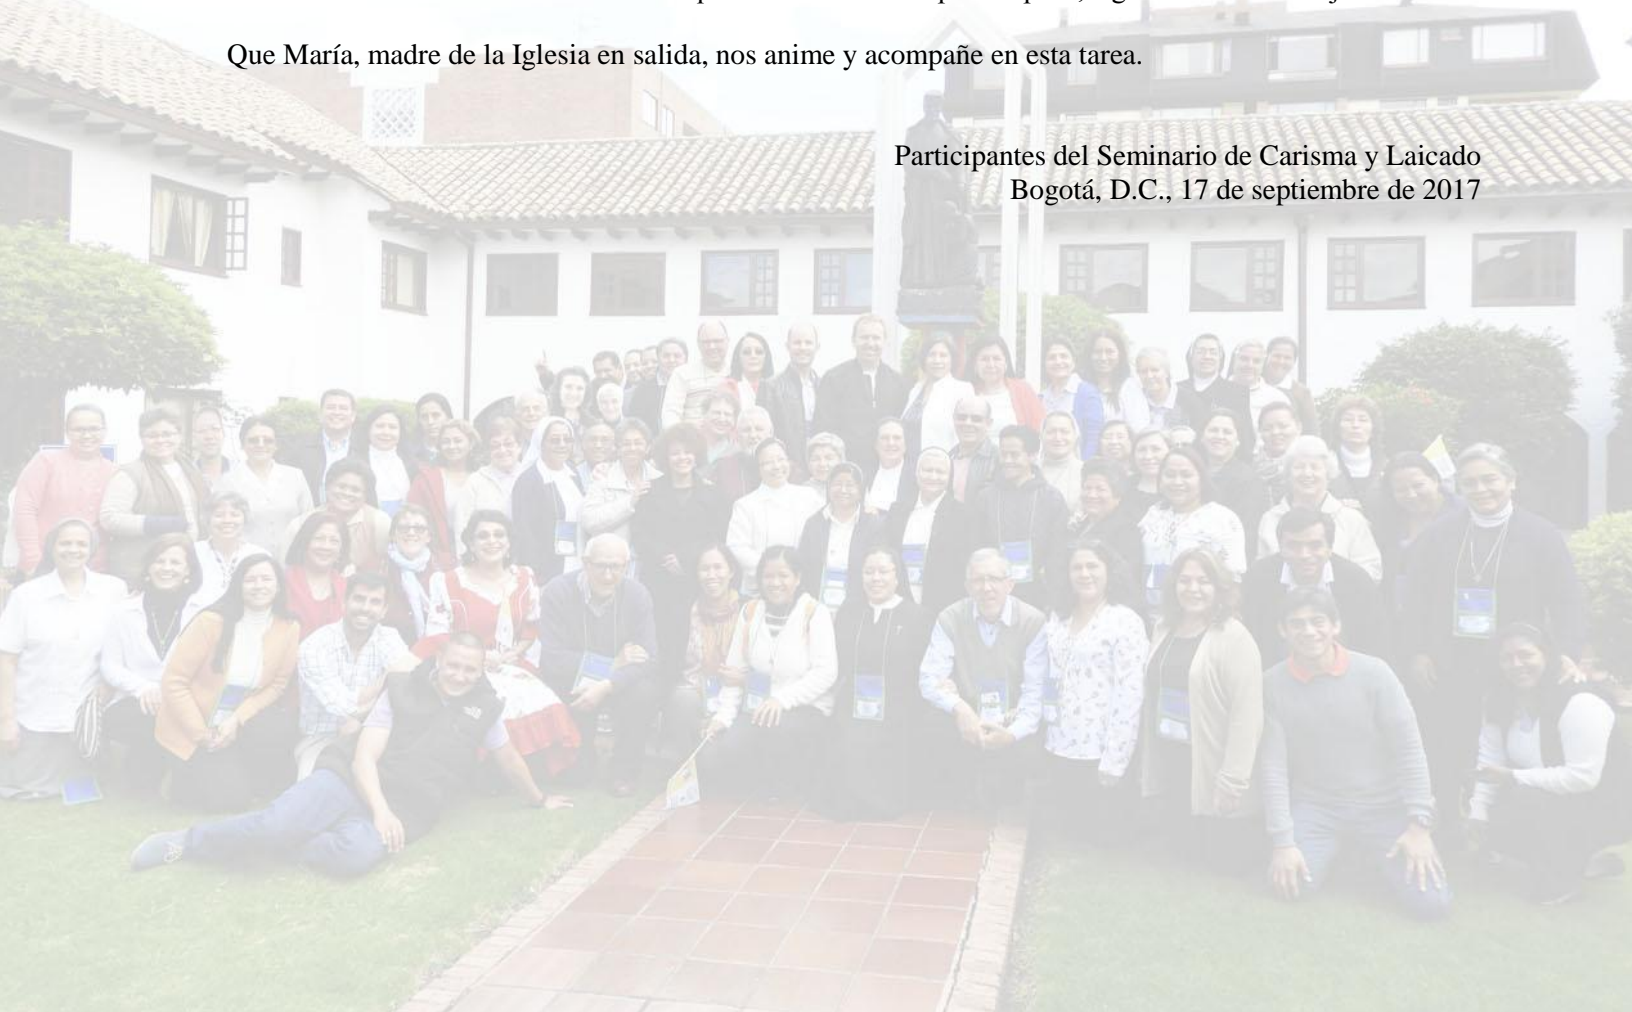 Que María, madre de la Iglesia en salida, nos anime y acompañe en esta tarea.
Participantes del Seminario de Carisma y Laicado
Bogotá, D.C., 17 de septiembre de 2017